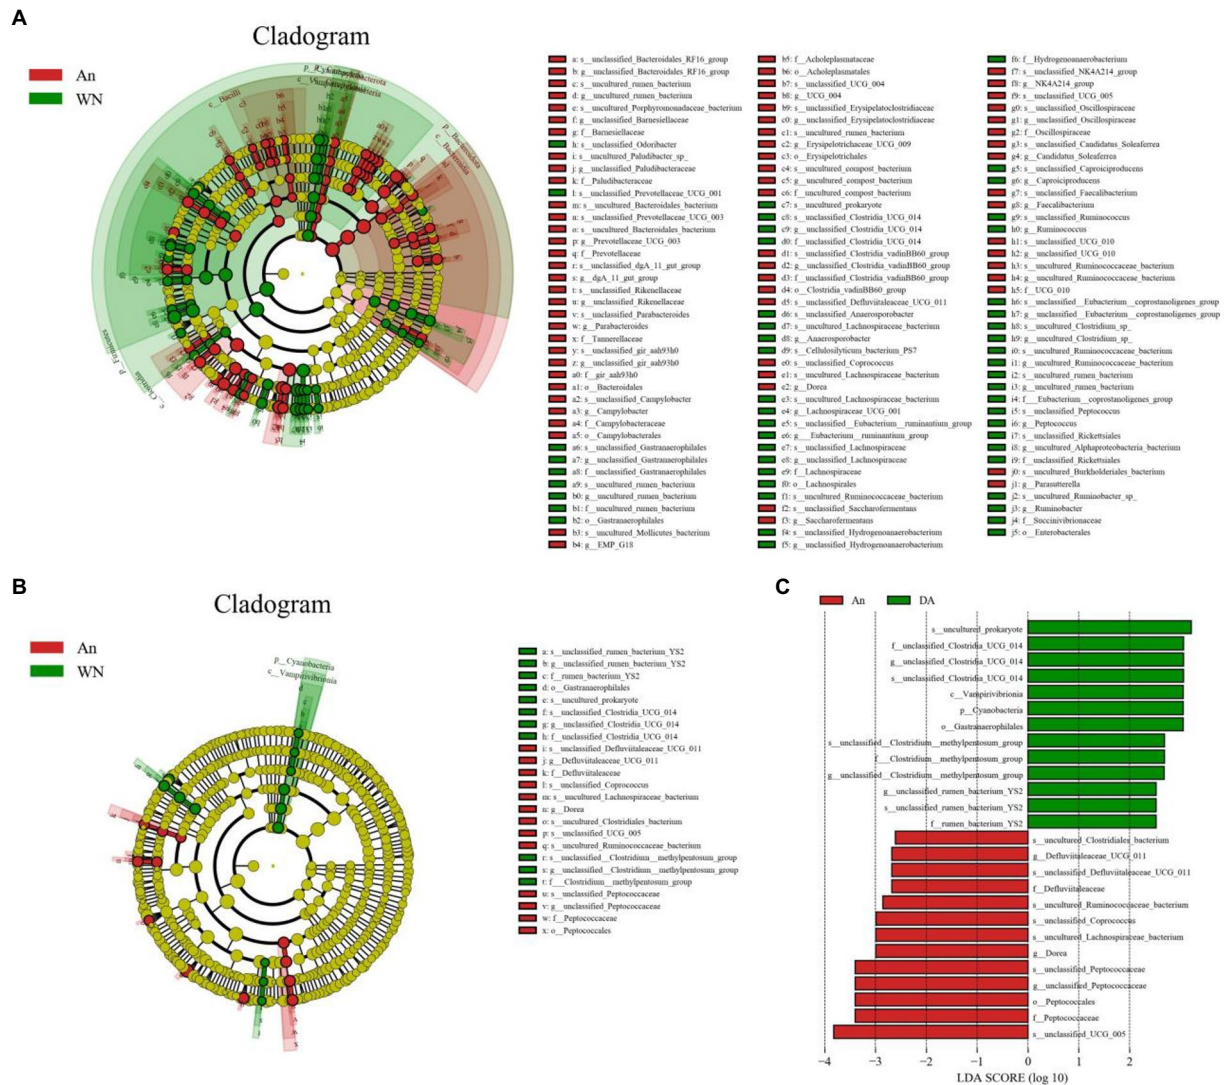 A
Cladogram
An
WN
p__Bacteroidota
c__Bacteroidia
c__Bacilli
p__Firmicutes
c__Clostridia
a: s__unclassified_Bacteroidales_RF16_group
b: g__unclassified_Bacteroidales_RF16_group
c: s__uncultured_rumen_bacterium
d: g__uncultured_rumen_bacterium
e: s__uncultured_Porphyromonadaceae_bacterium
f: g__unclassified_Barnesiellaceae
g: f__Barnesiellaceae
h: s__unclassified_Odoribacter
i: s__uncultured_Paludibacter_sp_
j: g__unclassified_Paludibacteraceae
k: f__Paludibacteraceae
l: s__unclassified_Prevotellaceae_UCG_001
m: s__uncultured_Bacteroidales_bacterium
n: s__unclassified_Prevotellaceae_UCG_003
o: s__uncultured_Bacteroidales_bacterium
p: g__Prevotellaceae_UCG_003
q: f__Prevotellaceae
r: s__unclassified_dgA_11_gut_group
s: g__dgA_11_gut_group
t: s__unclassified_Rikenellaceae
u: g__unclassified_Rikenellaceae
v: s__unclassified_Parabacteroides
w: g__Parabacteroides
x: f__Tannerellaceae
y: s__unclassified_gir_aah93h0
z: g__unclassified_gir_aah93h0
a0: f__gir_aah93h0
a1: o__Bacteroidales
a2: s__unclassified_Campylobacter
a3: g__Campylobacter
a4: f__Campylobacteraceae
a5: o__Campylobacterales
a6: s__unclassified_Gastranaerophilales
a7: g__unclassified_Gastranaerophilales
a8: f__unclassified_Gastranaerophilales
a9: s__uncultured_rumen_bacterium
b0: g__uncultured_rumen_bacterium
b1: f__uncultured_rumen_bacterium
b2: o__Gastranaerophilales
b3: s__uncultured_Mollicutes_bacterium
b4: g__EMP_G18
b5: f__Acholeplasmataceae
b6: o__Acholeplasmatales
b7: s__unclassified_UCG_004
b8: g__UCG_004
b9: s__unclassified_Erysipelatoclostridiaceae
c0: g__unclassified_Erysipelatoclostridiaceae
c1: s__uncultured_rumen_bacterium
c2: g__Erysipelotrichaceae_UCG_009
c3: o__Erysipelotrichales
c4: s__uncultured_compost_bacterium
c5: g__uncultured_compost_bacterium
c6: f__uncultured_compost_bacterium
c7: s__uncultured_prokaryote
c8: s__unclassified_Clostridia_UCG_014
c9: g__unclassified_Clostridia_UCG_014
d0: f__unclassified_Clostridia_UCG_014
d1: s__unclassified_Clostridia_vadinBB60_group
d2: g__unclassified_Clostridia_vadinBB60_group
d3: f__unclassified_Clostridia_vadinBB60_group
d4: o__Clostridia_vadinBB60_group
d5: s__unclassified_Defluviitaleaceae_UCG_011
d6: s__unclassified_Anaerosporobacter
d7: s__uncultured_Lachnospiraceae_bacterium
d8: g__Anaerosporobacter
d9: s__Cellulosilyticum_bacterium_PS7
e0: s__unclassified_Coprococcus
e1: s__uncultured_Lachnospiraceae_bacterium
e2: g__Dorea
e3: s__uncultured_Lachnospiraceae_bacterium
e4: g__Lachnospiraceae_UCG_001
e5: s__unclassified__Eubacterium__ruminantium_group
e6: g__Eubacterium__ruminantium_group
e7: s__unclassified_Lachnospiraceae
e8: g__unclassified_Lachnospiraceae
e9: f__Lachnospiraceae
f0: o__Lachnospirales
f1: s__uncultured_Ruminococcaceae_bacterium
f2: s__unclassified_Saccharofermentans
f3: g__Saccharofermentans
f4: s__unclassified_Hydrogenoanaerobacterium
f5: g__unclassified_Hydrogenoanaerobacterium
f6: f__Hydrogenoanaerobacterium
f7: s__unclassified_NK4A214_group
f8: g__NK4A214_group
f9: s__unclassified_UCG_005
g0: s__unclassified_Oscillospiraceae
g1: g__unclassified_Oscillospiraceae
g2: f__Oscillospiraceae
g3: s__unclassified_Candidatus_Soleaferrea
g4: g__Candidatus_Soleaferrea
g5: s__unclassified_Caproiciproducens
g6: g__Caproiciproducens
g7: s__unclassified_Faecalibacterium
g8: g__Faecalibacterium
g9: s__unclassified_Ruminococcus
h0: g__Ruminococcus
h1: s__unclassified_UCG_010
h2: g__unclassified_UCG_010
h3: s__uncultured_Ruminococcaceae_bacterium
h4: g__uncultured_Ruminococcaceae_bacterium
h5: f__UCG_010
h6: s__unclassified__Eubacterium__coprostanoligenes_group
h7: g__unclassified__Eubacterium__coprostanoligenes_group
h8: s__uncultured_Clostridium_sp_
h9: g__uncultured_Clostridium_sp_
i0: s__uncultured_Ruminococcaceae_bacterium
i1: g__uncultured_Ruminococcaceae_bacterium
i2: s__uncultured_rumen_bacterium
i3: g__uncultured_rumen_bacterium
i4: f__Eubacterium__coprostanoligenes_group
i5: s__unclassified_Peptococcus
i6: g__Peptococcus
i7: s__unclassified_Rickettsiales
i8: g__uncultured_Alphaproteobacteria_bacterium
i9: f__unclassified_Rickettsiales
j0: s__uncultured_Burkholderiales_bacterium
j1: g__Parasutterella
j2: s__uncultured_Ruminobacter_sp_
j3: g__Ruminobacter
j4: f__Succinivibrionaceae
j5: o__Enterobacterales
B
Cladogram
An
WN
p__Cyanobacteria
c__Vampirivibrionia
d
a: s__unclassified_rumen_bacterium_YS2
b: g__unclassified_rumen_bacterium_YS2
c: f__rumen_bacterium_YS2
d: o__Gastranaerophilales
e: s__uncultured_prokaryote
f: s__unclassified_Clostridia_UCG_014
g: g__unclassified_Clostridia_UCG_014
h: f__unclassified_Clostridia_UCG_014
i: s__unclassified_Defluviitaleaceae_UCG_011
j: g__Defluviitaleaceae_UCG_011
k: f__Defluviitaleaceae
l: s__unclassified_Coprococcus
m: s__uncultured_Lachnospiraceae_bacterium
n: g__Dorea
o: s__uncultured_Clostridiales_bacterium
p: s__unclassified_UCG_005
q: s__uncultured_Ruminococcaceae_bacterium
r: s__unclassified__Clostridium__methylpentosum_group
s: g__unclassified__Clostridium__methylpentosum_group
t: f__Clostridium__methylpentosum_group
u: s__unclassified_Peptococcaceae
v: g__unclassified_Peptococcaceae
w: f__Peptococcaceae
x: o__Peptococcales
C
An
DA
s__uncultured_prokaryote
f__unclassified_Clostridia_UCG_014
g__unclassified_Clostridia_UCG_014
s__unclassified_Clostridia_UCG_014
c__Vampirivibrionia
p__Cyanobacteria
o__Gastranaerophilales
s__unclassified__Clostridium__methylpentosum_group
f__Clostridium__methylpentosum_group
g__unclassified__Clostridium__methylpentosum_group
g__unclassified_rumen_bacterium_YS2
s__unclassified_rumen_bacterium_YS2
f__rumen_bacterium_YS2
s__uncultured_Clostridiales_bacterium
g__Defluviitaleaceae_UCG_011
s__unclassified_Defluviitaleaceae_UCG_011
f__Defluviitaleaceae
s__uncultured_Ruminococcaceae_bacterium
s__unclassified_Coprococcus
s__uncultured_Lachnospiraceae_bacterium
g__Dorea
s__unclassified_Peptococcaceae
g__unclassified_Peptococcaceae
o__Peptococcales
f__Peptococcaceae
s__unclassified_UCG_005
−4 −3 −2 −1 0 1 2
LDA SCORE (log 10)